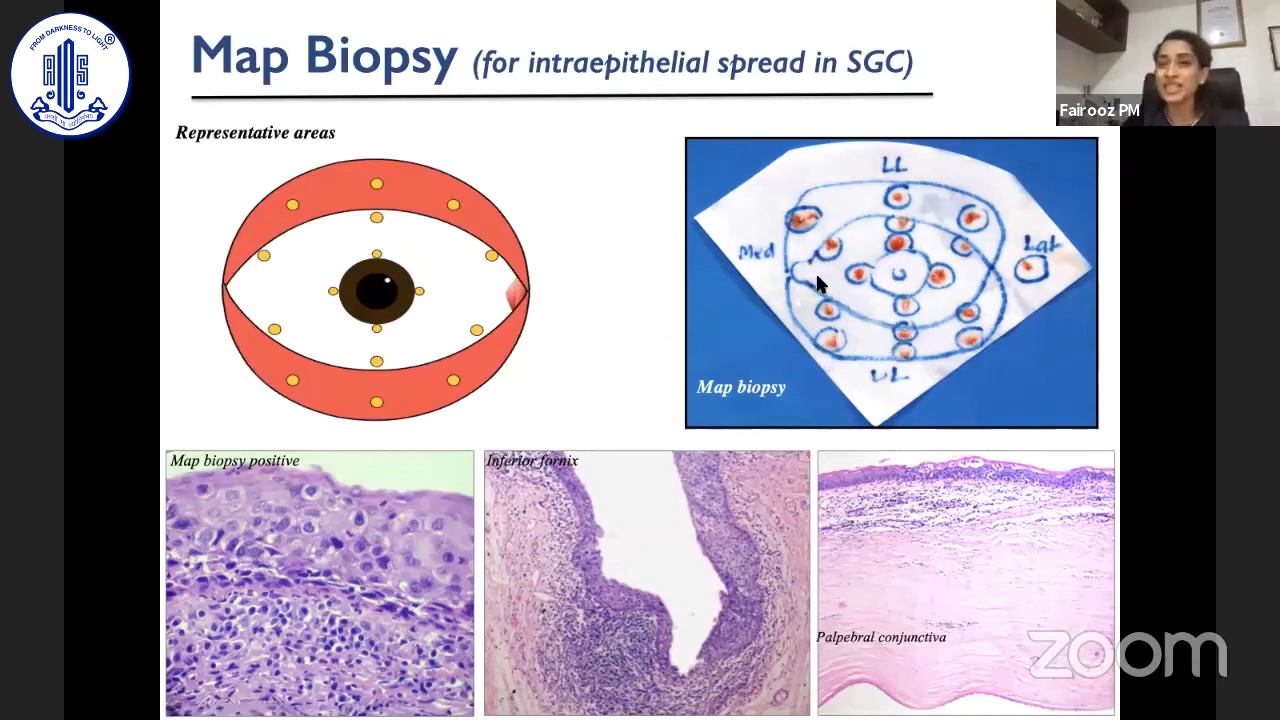 FROM DARKNESS TO LIGHT
®
Map Biopsy (for intraepithelial spread in SGC)
Fairooz PM
Representative areas
LL
Med
Lat
UL
Map biopsy
Map biopsy positive
Inferior fornix
Palpebral conjunctiva
zoom